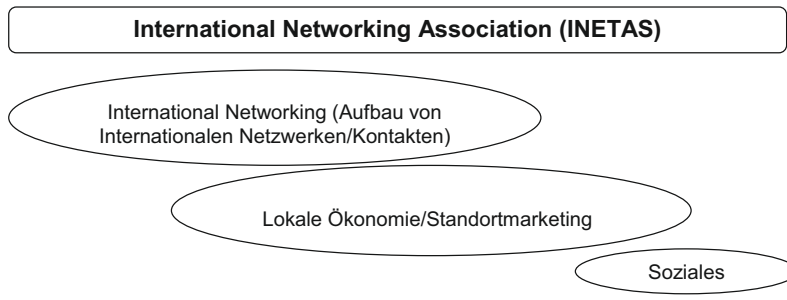 International Networking Association (INETAS)
International Networking (Aufbau von
Internationalen Netzwerken/Kontakten)
Lokale Ökonomie/Standortmarketing
Soziales